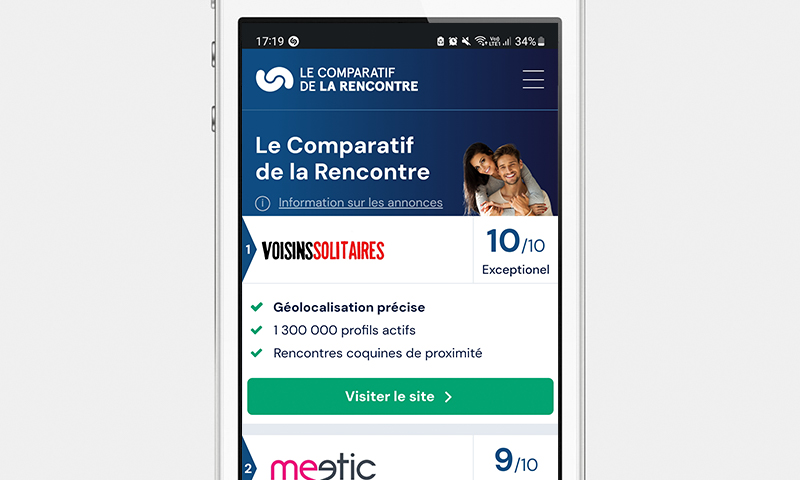 17:19
34%
LE COMPARATIF
DE LA RENCONTRE
Le Comparatif
de la Rencontre
Information sur les annonces
1
VOISINSSOLITAIRES
10/10
Exceptionel
Géolocalisation précise
1 300 000 profils actifs
Rencontres coquines de proximité
Visiter le site
2
meetic
9/10